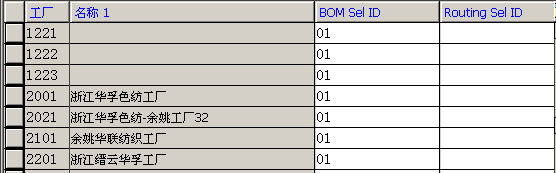 工厂 名称 1 BOM Sel ID Routing Sel ID
1221 01
1222 01
1223 01
2001 浙江华孚色纺工厂 01
2021 浙江华孚色纺-余姚工厂32 01
2101 余姚华联纺织工厂 01
2201 浙江缙云华孚工厂 01